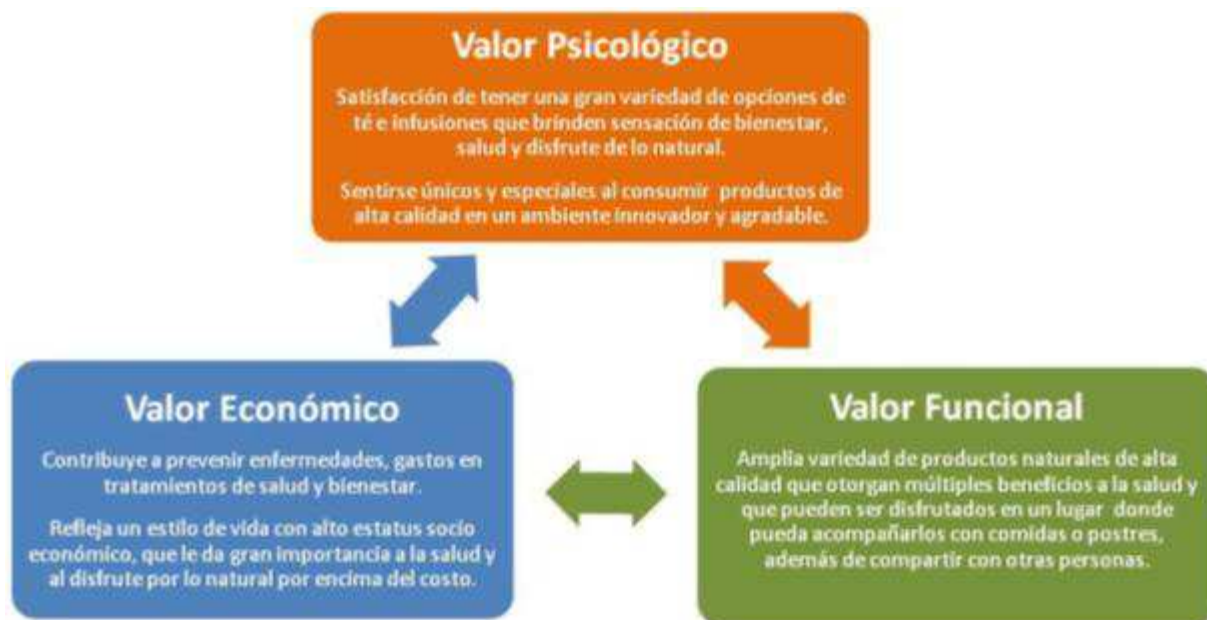 Valor Psicológico
Satisfacción de tener una gran variedad de opciones de
té e infusiones que brinden sensación de bienestar,
salud y disfrute de lo natural.
Sentirse únicos y especiales al consumir productos de
alta calidad en un ambiente innovador y agradable.
Valor Económico
Contribuye a prevenir enfermedades, gastos en
tratamientos de salud y bienestar.
Refleja un estilo de vida con alto estatus socio
económico, que le da gran importancia a la salud y
al disfrute por lo natural por encima del costo.
Valor Funcional
Amplia variedad de productos naturales de alta
calidad que otorgan múltiples beneficios a la salud y
que pueden ser disfrutados en un lugar donde
pueda acompañarlos con comidas o postres,
además de compartir con otras personas.